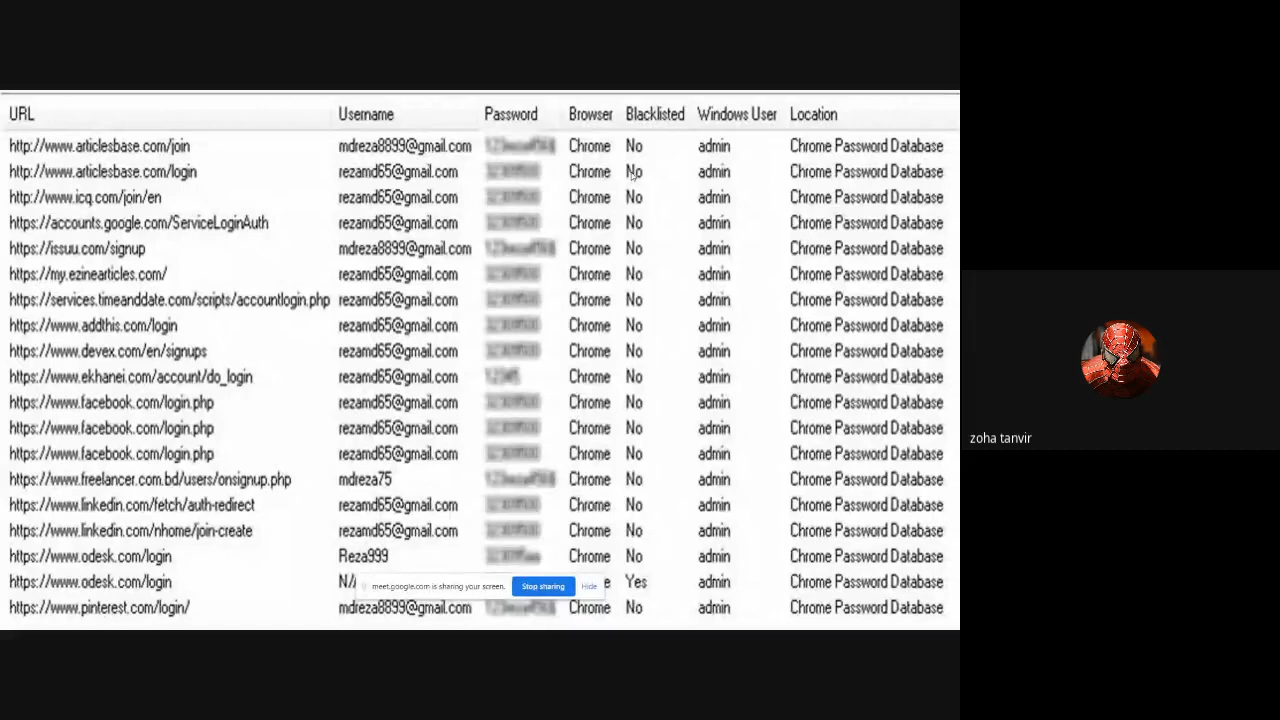 URL Username Password Browser Blacklisted Windows User Location
http://www.articlesbase.com/join mdreza8899@gmail.com Chrome No admin Chrome Password Database
http://www.articlesbase.com/login rezamd65@gmail.com Chrome No admin Chrome Password Database
http://www.icq.com/join/en rezamd65@gmail.com Chrome No admin Chrome Password Database
https://accounts.google.com/ServiceLoginAuth rezamd65@gmail.com Chrome No admin Chrome Password Database
https://issuu.com/signup mdreza8899@gmail.com Chrome No admin Chrome Password Database
https://my.ezinearticles.com/ rezamd65@gmail.com Chrome No admin Chrome Password Database
https://services.timeanddate.com/scripts/accountlogin.php rezamd65@gmail.com Chrome No admin Chrome Password Database
https://www.addthis.com/login rezamd65@gmail.com Chrome No admin Chrome Password Database
https://www.devex.com/en/signups rezamd65@gmail.com Chrome No admin Chrome Password Database
https://www.ekhanei.com/account/do_login rezamd65@gmail.com Chrome No admin Chrome Password Database
https://www.facebook.com/login.php rezamd65@gmail.com Chrome No admin Chrome Password Database
https://www.facebook.com/login.php rezamd65@gmail.com Chrome No admin Chrome Password Database
https://www.facebook.com/login.php rezamd65@gmail.com Chrome No admin Chrome Password Database
https://www.freelancer.com.bd/users/onsignup.php mdreza75 Chrome No admin Chrome Password Database
https://www.linkedin.com/fetch/auth-redirect rezamd65@gmail.com Chrome No admin Chrome Password Database
https://www.linkedin.com/nhome/join-create rezamd65@gmail.com Chrome No admin Chrome Password Database
https://www.odesk.com/login Reza999 Chrome No admin Chrome Password Database
https://www.odesk.com/login Yes admin Chrome Password Database
meet.google.com is sharing your screen. Stop sharing Hide
https://www.pinterest.com/login/ mdreza8899@gmail.com Chrome No admin Chrome Password Database
zoha tanvir